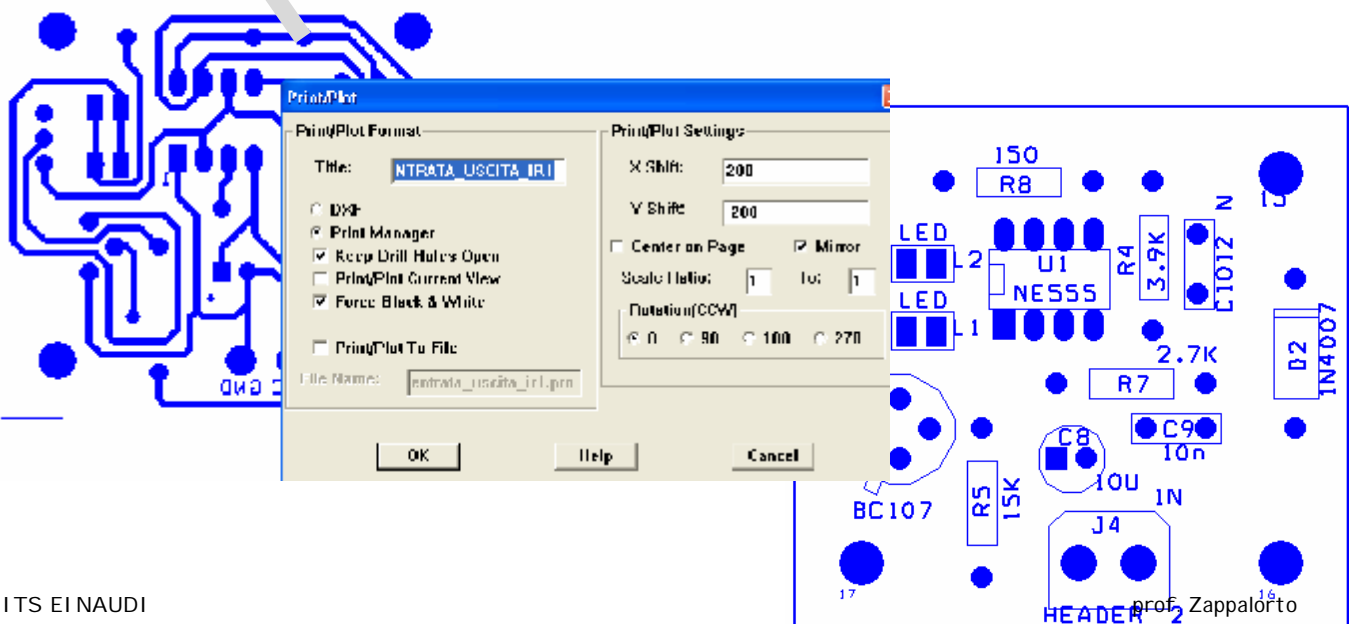 Print/Plot
Print/Plot Format
Title: NTRATA_USCITA_IR1
DXF
Print Manager
Keep Drill Holes Open
Print/Plot Current View
Force Black & White
Print/Plot To File
File Name: entrata_uscita_ir1.prn
Print/Plot Settings
X Shift: 200
Y Shift: 200
Center on Page Mirror
Scale Ratio: 1 To: 1
Rotation(CCW)
0 90 180 270
OK Help Cancel
GND
150
R8
LED
L2
LED
L1
U1
NE555
R4
3.9K
N
C1012
15
D2
1N4007
2.7K
R7
C9
10n
C8
10U
1N
BC107
R5
15K
J4
17
16
HEADER 2
ITS EINAUDI
prof. Zappalorto